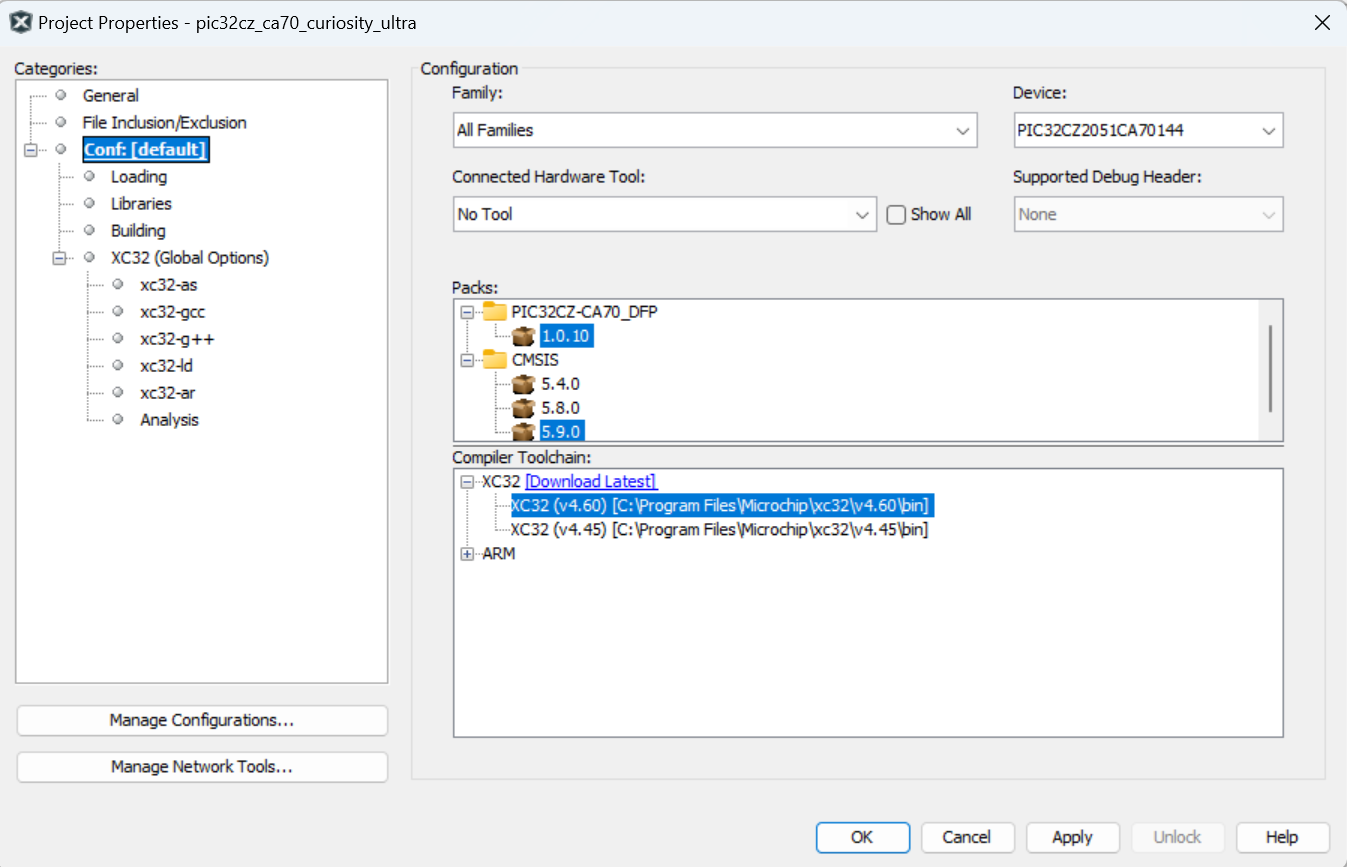 Project Properties - pic32cz_ca70_curiosity_ultra
Categories:
General
File Inclusion/Exclusion
Conf: [default]
Loading
Libraries
Building
XC32 (Global Options)
xc32-as
xc32-gcc
xc32-g++
xc32-ld
xc32-ar
Analysis
Manage Configurations...
Manage Network Tools...
Configuration
Family:
Device:
All Families
PIC32CZ2051CA70144
Connected Hardware Tool:
Supported Debug Header:
No Tool
Show All
None
Packs:
PIC32CZ-CA70_DFP
1.0.10
CMSIS
5.4.0
5.8.0
5.9.0
Compiler Toolchain:
XC32 [Download Latest]
XC32 (v4.60) [C:\Program Files\Microchip\xc32\v4.60\bin]
XC32 (v4.45) [C:\Program Files\Microchip\xc32\v4.45\bin]
ARM
OK
Cancel
Apply
Unlock
Help